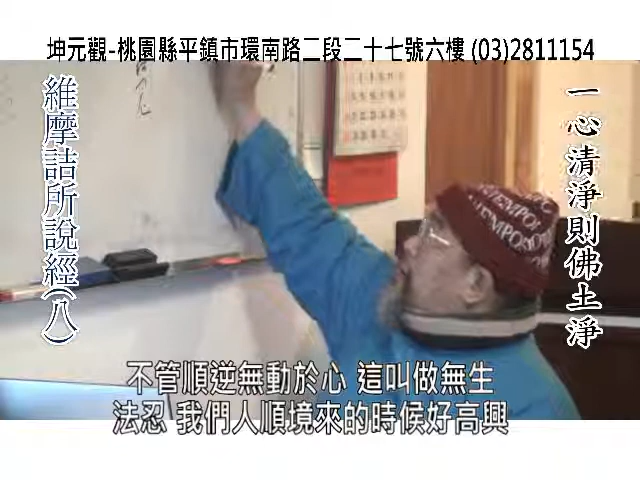 坤元觀-桃園縣平鎮市環南路二段二十七號六樓 (03)2811154
維摩詰所說經(八)
一心清淨則佛土淨
不管順逆無動於心 這叫做無生
法忍 我們人順境來的時候好高興